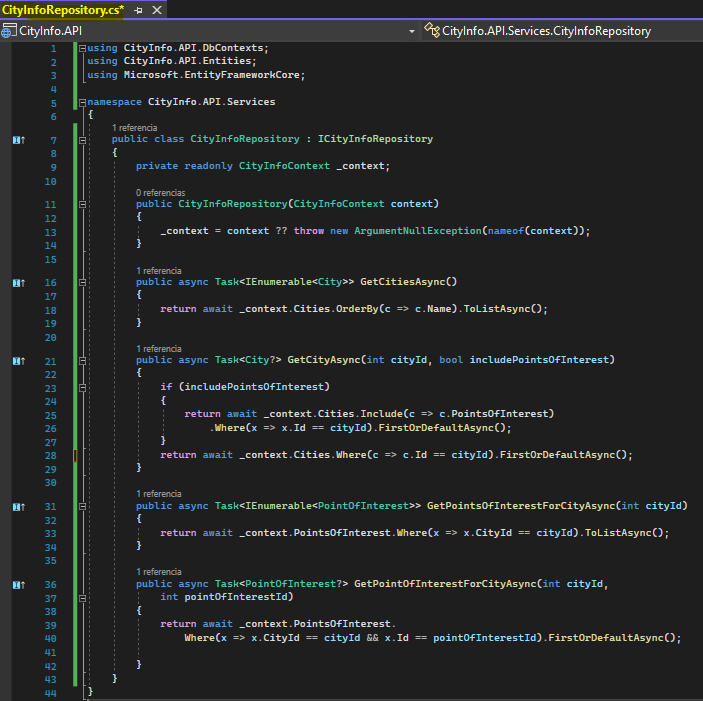 CityInfoRepository.cs*
CityInfo.API CityInfo.API.Services.CityInfoRepository
1 using CityInfo.API.DbContexts;
2 using CityInfo.API.Entities;
3 using Microsoft.EntityFrameworkCore;
4
5 namespace CityInfo.API.Services
6 {
1 referencia
7 public class CityInfoRepository : ICityInfoRepository
8 {
9 private readonly CityInfoContext _context;
10
0 referencias
11 public CityInfoRepository(CityInfoContext context)
12 {
13 _context = context ?? throw new ArgumentNullException(nameof(context));
14 }
15
1 referencia
16 public async Task<IEnumerable<City>> GetCitiesAsync()
17 {
18 return await _context.Cities.OrderBy(c => c.Name).ToListAsync();
19 }
20
1 referencia
21 public async Task<City?> GetCityAsync(int cityId, bool includePointsOfInterest)
22 {
23 if (includePointsOfInterest)
24 {
25 return await _context.Cities.Include(c => c.PointsOfInterest)
26 .Where(x => x.Id == cityId).FirstOrDefaultAsync();
27 }
28 return await _context.Cities.Where(c => c.Id == cityId).FirstOrDefaultAsync();
29 }
30
1 referencia
31 public async Task<IEnumerable<PointOfInterest>> GetPointsOfInterestForCityAsync(int cityId)
32 {
33 return await _context.PointsOfInterest.Where(x => x.CityId == cityId).ToListAsync();
34 }
35
1 referencia
36 public async Task<PointOfInterest?> GetPointOfInterestForCityAsync(int cityId,
37 int pointOfInterestId)
38 {
39 return await _context.PointsOfInterest.
40 Where(x => x.CityId == cityId && x.Id == pointOfInterestId).FirstOrDefaultAsync();
41
42 }
43 }
44 }